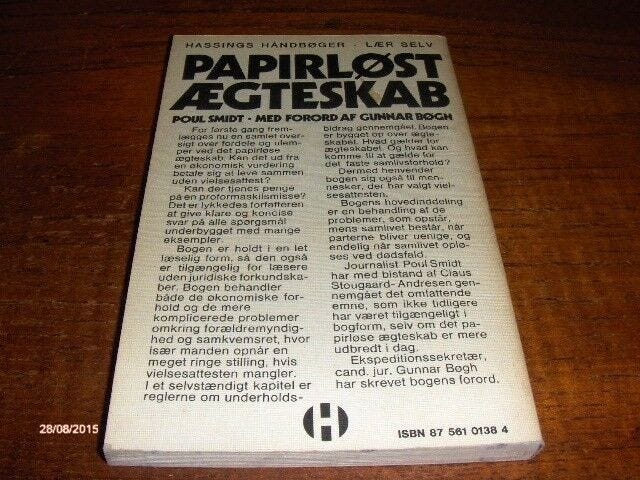 HASSINGS HÅNDBØGER · LÆR SELV
PAPIRLØST
ÆGTESKAB
POUL SMIDT · MED FORORD AF GUNNAR BØGH
For første gang frem-
lægges nu en samlet over-
sigt over fordele og ulem-
per ved det papirløse
ægteskab. Kan det ud fra
en økonomisk vurdering
betale sig at leve sammen
uden vielsesattest?
Kan der tjenes penge
på en proformaskilsmisse?
Det er lykkedes forfatteren
at give klare og koncise
svar på alle spørgsmål
underbygget med mange
eksempler.
Bogen er holdt i en let
læselig form, så den også
er tilgængelig for læsere
uden juridiske forkundska-
ber. Bogen behandler
både de økonomiske for-
hold og de mere
komplicerede problemer
omkring forældremyndig-
hed og samkvemsret, hvor
især manden opnår en
meget ringe stilling, hvis
vielsesattesten mangler.
I et selvstændigt kapitel er
reglerne om underholds-
bidrag gennemgået. Bogen
er bygget op over ægte-
skabet. Hvad gælder for
ægteskabet? Og hvad kan
komme til at gælde for
det faste samlivsforhold?
Dermed henvender
bogen sig også til men-
nesker, der har valgt viel-
sesattesten.
Bogens hovedinddeling
er en behandling af de
problemer, som opstår,
mens samlivet består, når
parterne bliver uenige, og
endelig når samlivet oplø-
ses ved dødsfald.
Journalist Poul Smidt
har med bistand af Claus
Stougaard-Andresen gen-
nemgået det omfattende
emne, som ikke tidligere
har været tilgængeligt i
bogform, selv om det pa-
pirløse ægteskab er mere
udbredt i dag.
Ekspeditionssekretær,
cand. jur. Gunnar Bøgh
har skrevet bogens forord.
H
ISBN 87 561 0138 4
28/08/2015